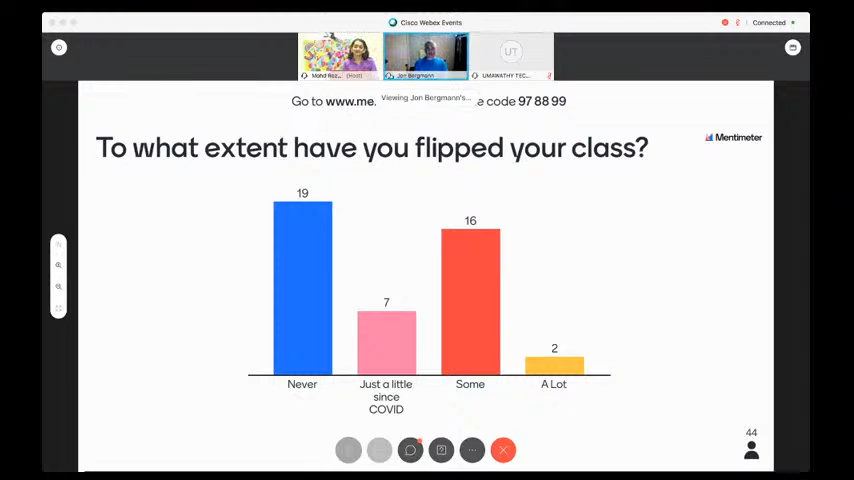 Cisco Webex Events
Connected
UT
Mohd Roz... (Host)
Jon Bergmann
UMAWATHY TEC...
Viewing Jon Bergmann's...
Go to www.me. e code 97 88 99
To what extent have you flipped your class?
Mentimeter
19
7
16
2
Never
Just a little
since
COVID
Some
A Lot
44